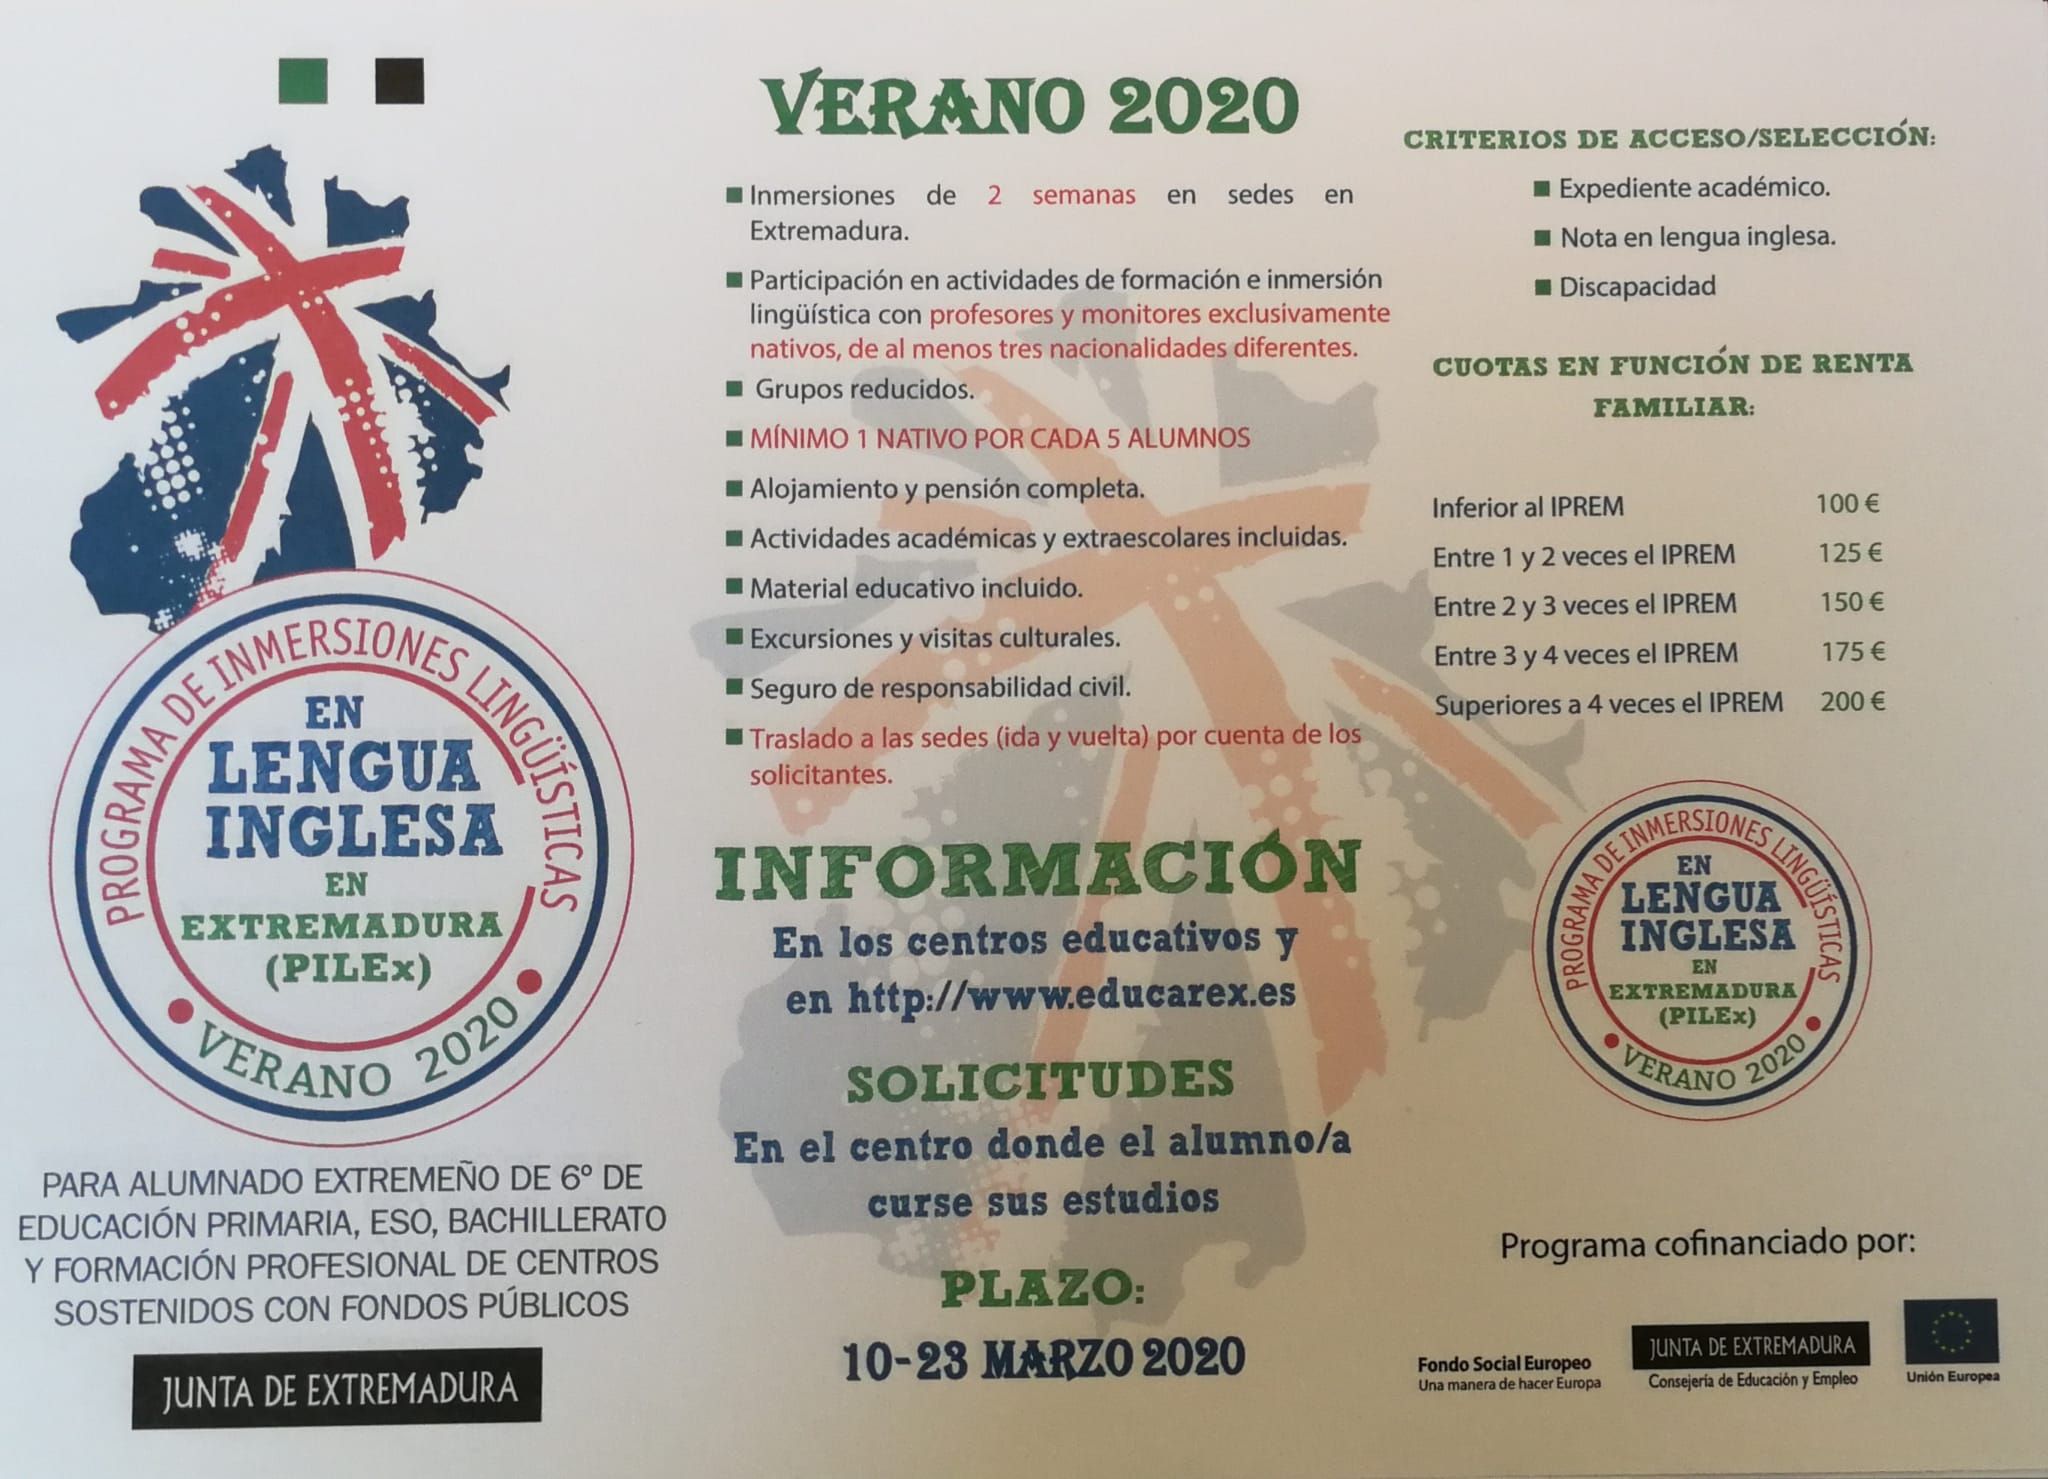 PROGRAMA DE INMERSIONES LINGÜÍSTICAS
EN
LENGUA
INGLESA
EN
EXTREMADURA
(PILEx)
VERANO 2020
PARA ALUMNADO EXTREMEÑO DE 6º DE
EDUCACIÓN PRIMARIA, ESO, BACHILLERATO
Y FORMACIÓN PROFESIONAL DE CENTROS
SOSTENIDOS CON FONDOS PÚBLICOS
JUNTA DE EXTREMADURA
VERANO 2020
Inmersiones de 2 semanas en sedes en
Extremadura.
Participación en actividades de formación e inmersión
lingüística con profesores y monitores exclusivamente
nativos, de al menos tres nacionalidades diferentes.
Grupos reducidos.
MÍNIMO 1 NATIVO POR CADA 5 ALUMNOS
Alojamiento y pensión completa.
Actividades académicas y extraescolares incluidas.
Material educativo incluido.
Excursiones y visitas culturales.
Seguro de responsabilidad civil.
Traslado a las sedes (ida y vuelta) por cuenta de los
solicitantes.
INFORMACIÓN
En los centros educativos y
en http://www.educarex.es
SOLICITUDES
En el centro donde el alumno/a
curse sus estudios
PLAZO:
10-23 MARZO 2020
CRITERIOS DE ACCESO/SELECCIÓN:
Expediente académico.
Nota en lengua inglesa.
Discapacidad
CUOTAS EN FUNCIÓN DE RENTA
FAMILIAR:
Inferior al IPREM 100 €
Entre 1 y 2 veces el IPREM 125 €
Entre 2 y 3 veces el IPREM 150 €
Entre 3 y 4 veces el IPREM 175 €
Superiores a 4 veces el IPREM 200 €
PROGRAMA DE INMERSIONES LINGÜÍSTICAS
EN
LENGUA
INGLESA
EN
EXTREMADURA
(PILEx)
VERANO 2020
Programa cofinanciado por:
Fondo Social Europeo
Una manera de hacer Europa
JUNTA DE EXTREMADURA
Consejería de Educación y Empleo
Unión Europea